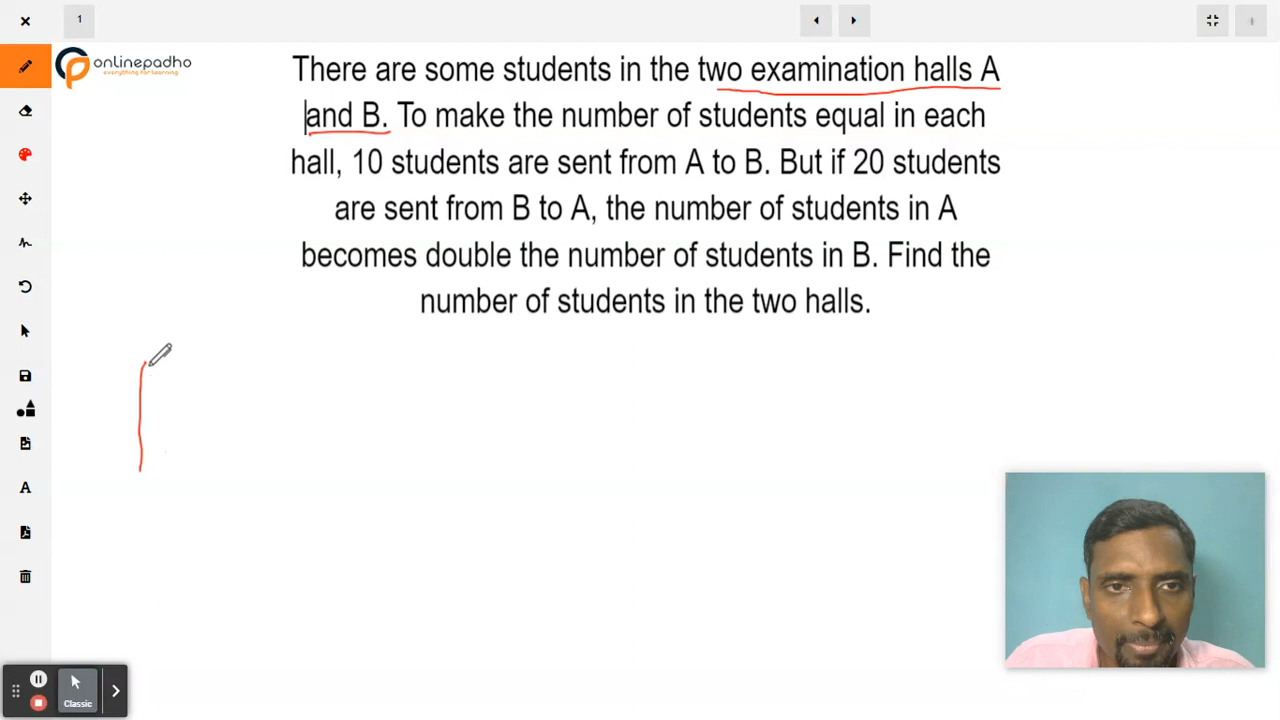 1
onlinepadho
everything for learning
There are some students in the two examination halls A
and B. To make the number of students equal in each
hall, 10 students are sent from A to B. But if 20 students
are sent from B to A, the number of students in A
becomes double the number of students in B. Find the
number of students in the two halls.
A
Classic